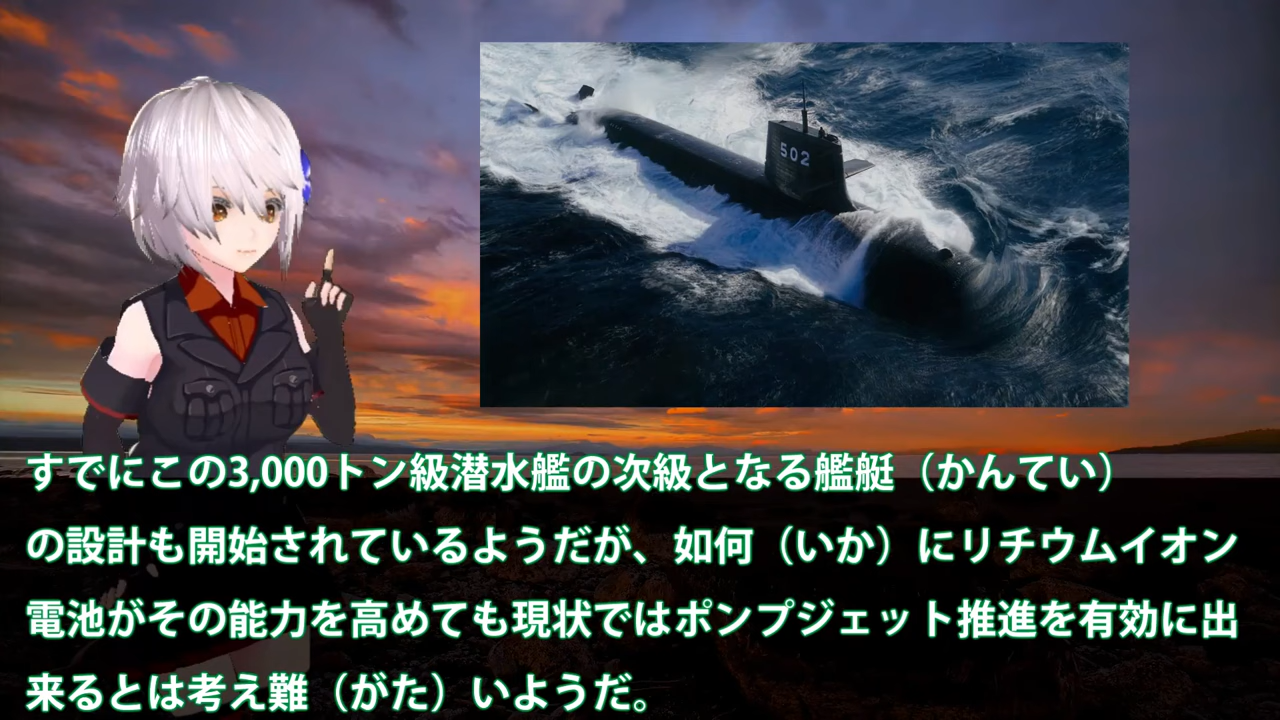 502
すでにこの3,000トン級潜水艦の次級となる艦艇（かんてい）
の設計も開始されているようだが、如何（いか）にリチウムイオン
電池がその能力を高めても現状ではポンプジェット推進を有効に出
来るとは考え難（がた）いようだ。